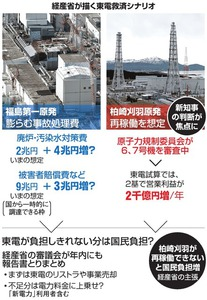 経産省が描く東電救済シナリオ
福島第一原発
膨らむ事故処理費
柏崎刈羽原発
再稼働を想定
新知事
の判断が
焦点に
廃炉・汚染水対策費
2兆円＋4兆円増?
いまの想定
被害者賠償費など
9兆円＋3兆円増?
(国から一時的に
調達できる枠)
いまの想定
原子力規制委員会が
6、7号機を審査中
東電試算では、
2基で営業利益が
2千億円増/年
東電が負担しきれない分は国民負担?
経産省の審議会が年内にも
報告書とりまとめ
・まずは東電のリストラや事業売却
・不足分は電力料金に上乗せ?
「新電力」利用者含む
柏崎刈羽が
再稼働できないと
国民負担増
経産省の主張